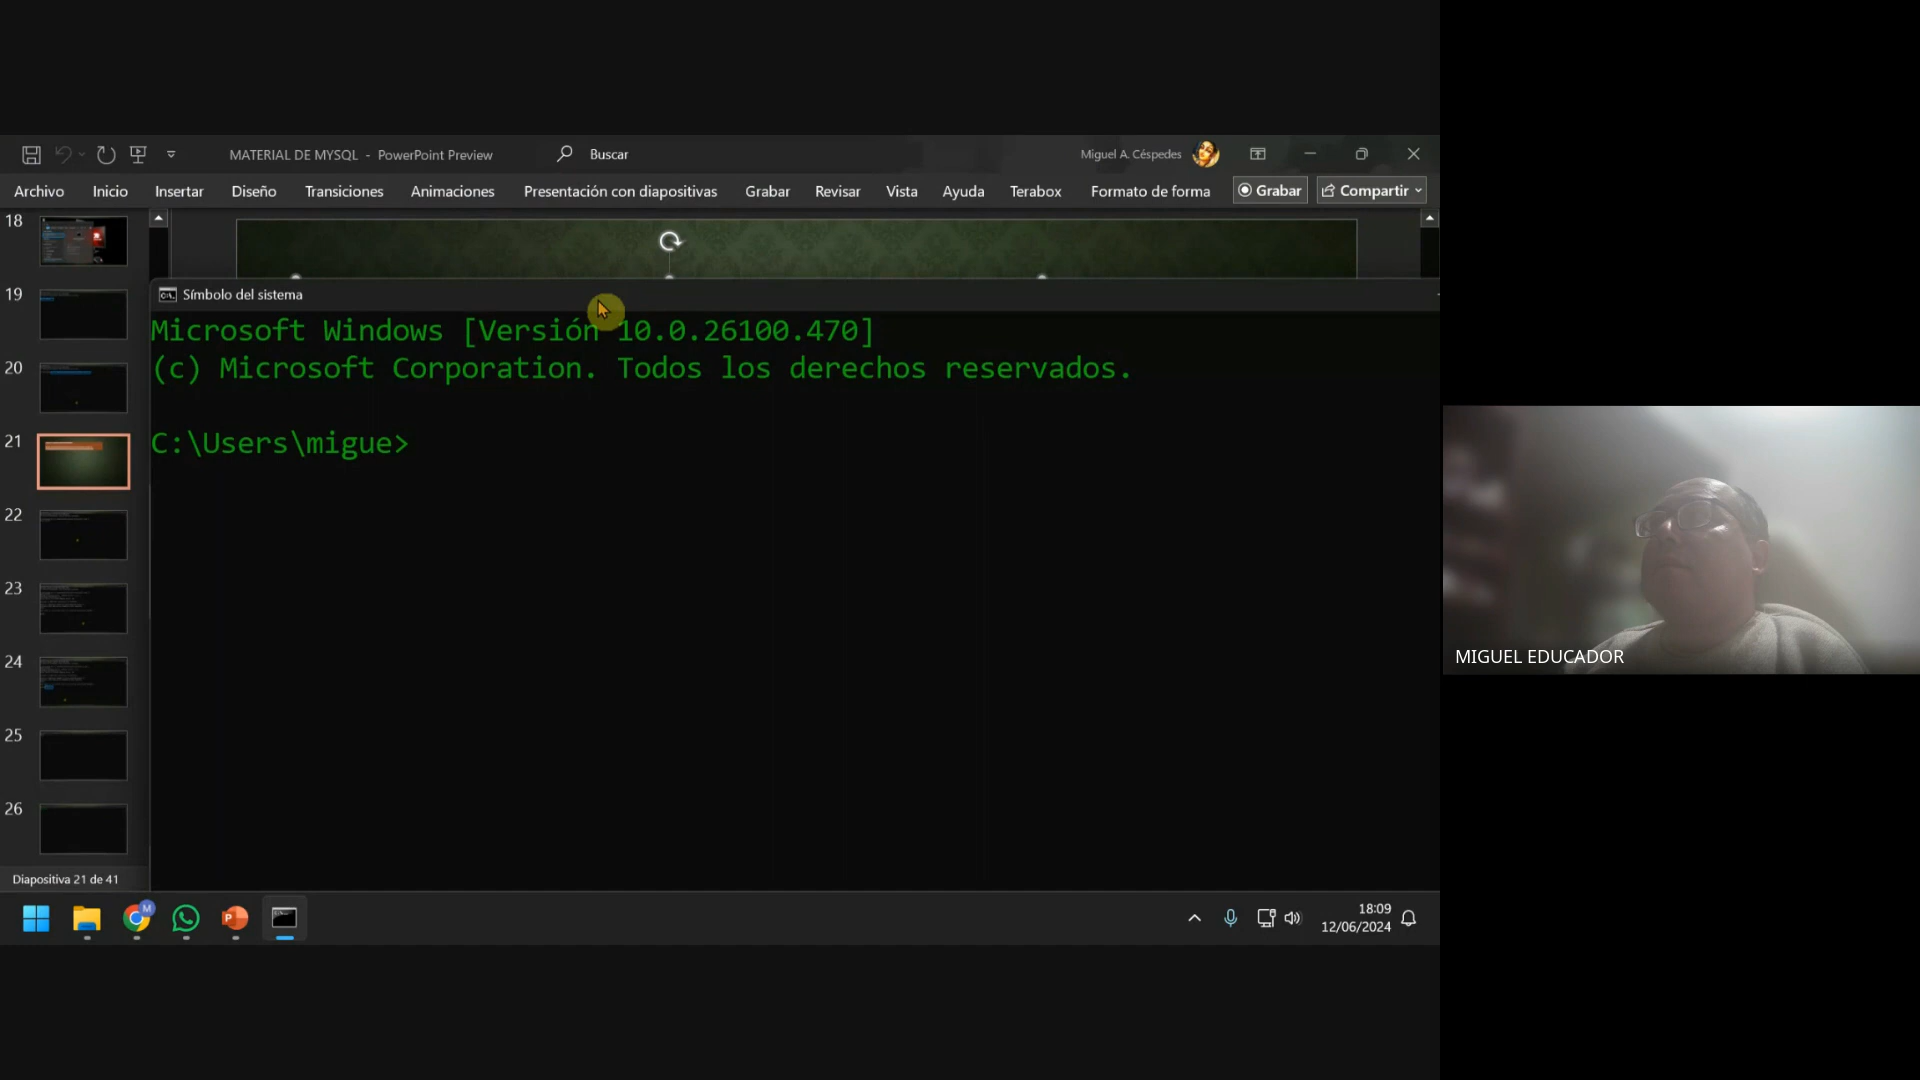 MATERIAL DE MYSQL - PowerPoint Preview
Buscar
Miguel A. Céspedes
Archivo Inicio Insertar Diseño Transiciones Animaciones Presentación con diapositivas Grabar Revisar Vista Ayuda Terabox Formato de forma Grabar Compartir
18
19
20
21
22
23
24
25
26
Símbolo del sistema
Microsoft Windows [Versión 10.0.26100.470]
(c) Microsoft Corporation. Todos los derechos reservados.
C:\Users\migue>
MIGUEL EDUCADOR
Diapositiva 21 de 41
M
P
18:09
12/06/2024